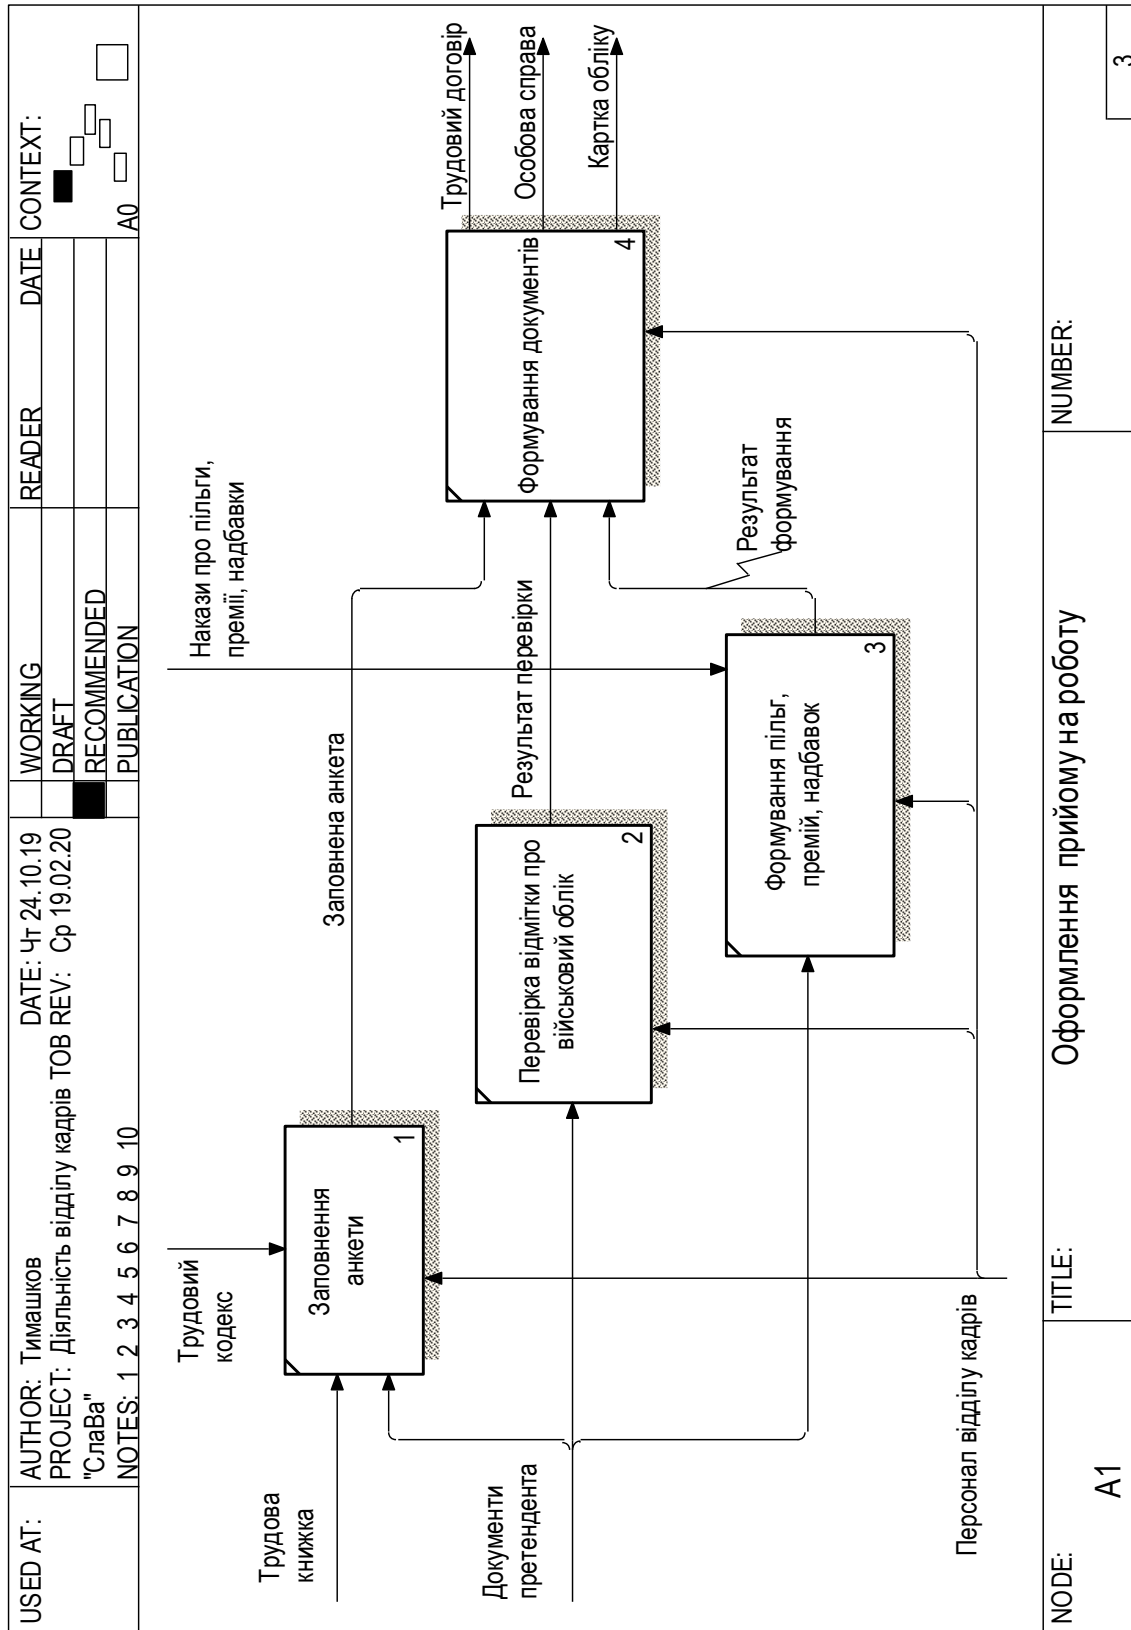 USED AT:
AUTHOR: Тимашков
DATE: Чт 24.10.19
PROJECT: Діяльність відділу кадрів ТОВ
"СлаВа"
REV: Ср 19.02.20
NOTES: 1 2 3 4 5 6 7 8 9 10
WORKING
DRAFT
RECOMMENDED
PUBLICATION
READER
DATE
CONTEXT:
A0
Трудовий
кодекс
Накази про пільги,
премії, надбавки
Трудова
книжка
Заповнення
анкети
1
Заповнена анкета
Трудовий договір
Особова справа
Картка обліку
Документи
претендента
Перевірка відмітки про
військовий облік
2
Результат перевірки
Формування документів
4
Формування пільг,
премій, надбавок
3
Результат
формування
Персонал відділу кадрів
NODE:
A1
TITLE:
Оформлення прийому на роботу
NUMBER:
3